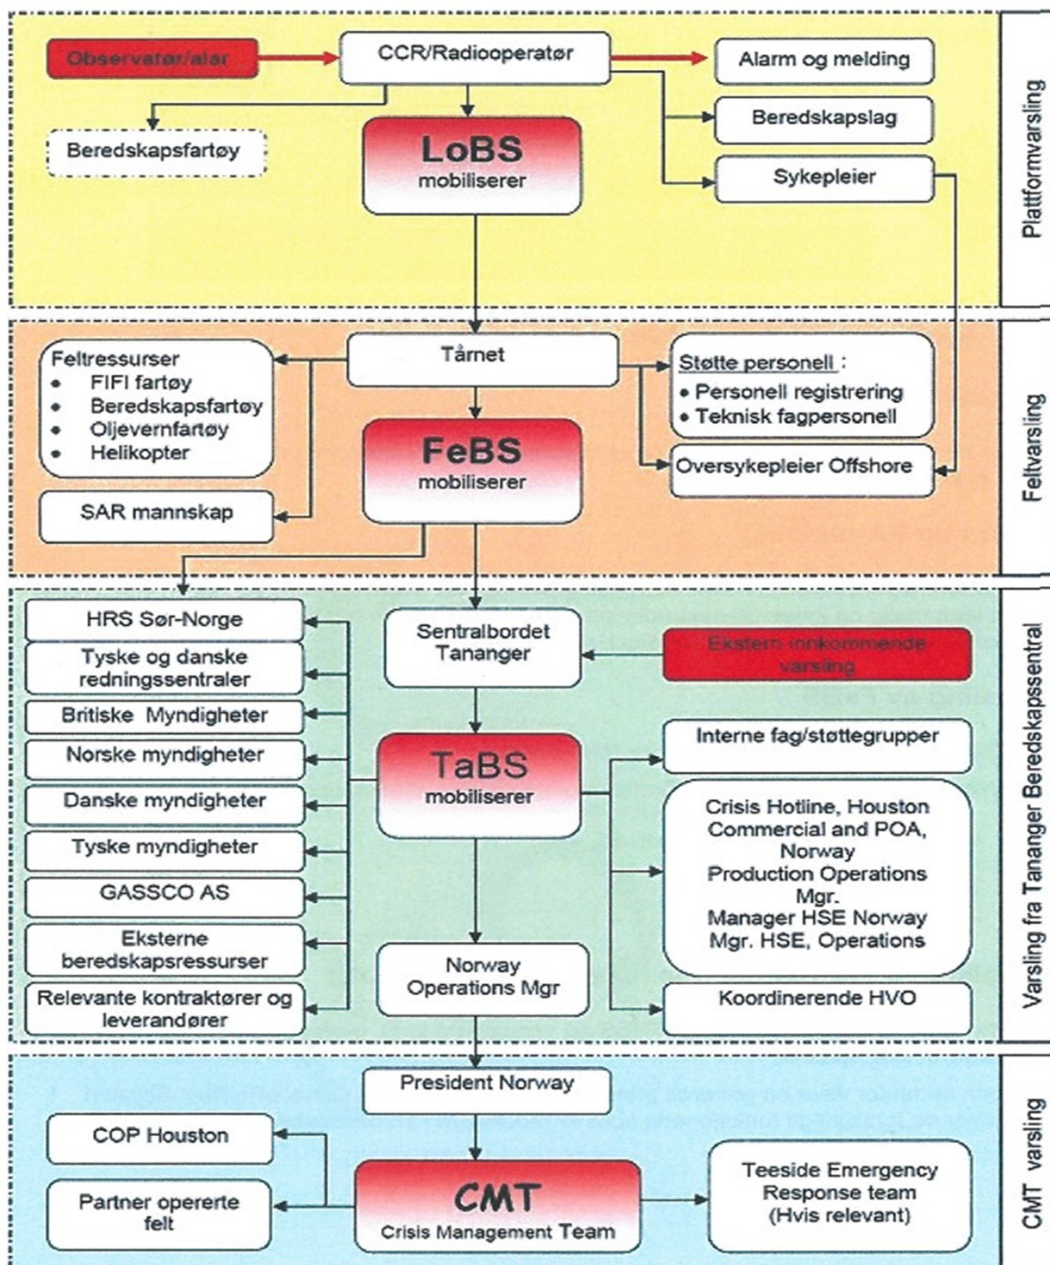 Observatør/alar
CCR/Radiooperatør
Alarm og melding
Beredskapsfartøy
LoBS
mobiliserer
Beredskapslag
Sykepleier
Plattformvarsling
Feltressurser
• FIFI fartøy
• Beredskapsfartøy
• Oljevernfartøy
• Helikopter
SAR mannskap
Tårnet
FeBS
mobiliserer
Støtte personell :
• Personell registrering
• Teknisk fagpersonell
Oversykepleier Offshore
Feltvarsling
HRS Sør-Norge
Tyske og danske
redningssentraler
Britiske Myndigheter
Norske myndigheter
Danske myndigheter
Tyske myndigheter
GASSCO AS
Eksterne
beredskapsressurser
Relevante kontraktører og
leverandører
Sentralbordet
Tananger
TaBS
mobiliserer
Norway
Operations Mgr
Ekstern innkommende
varsling
Interne fag/støttegrupper
Crisis Hotline, Houston
Commercial and POA,
Norway
Production Operations
Mgr.
Manager HSE Norway
Mgr. HSE, Operations
Koordinerende HVO
Varsling fra Tananger Beredskapssentral
President Norway
COP Houston
Partner opererte
felt
CMT
Crisis Management Team
Teeside Emergency
Response team
(Hvis relevant)
CMT varsling